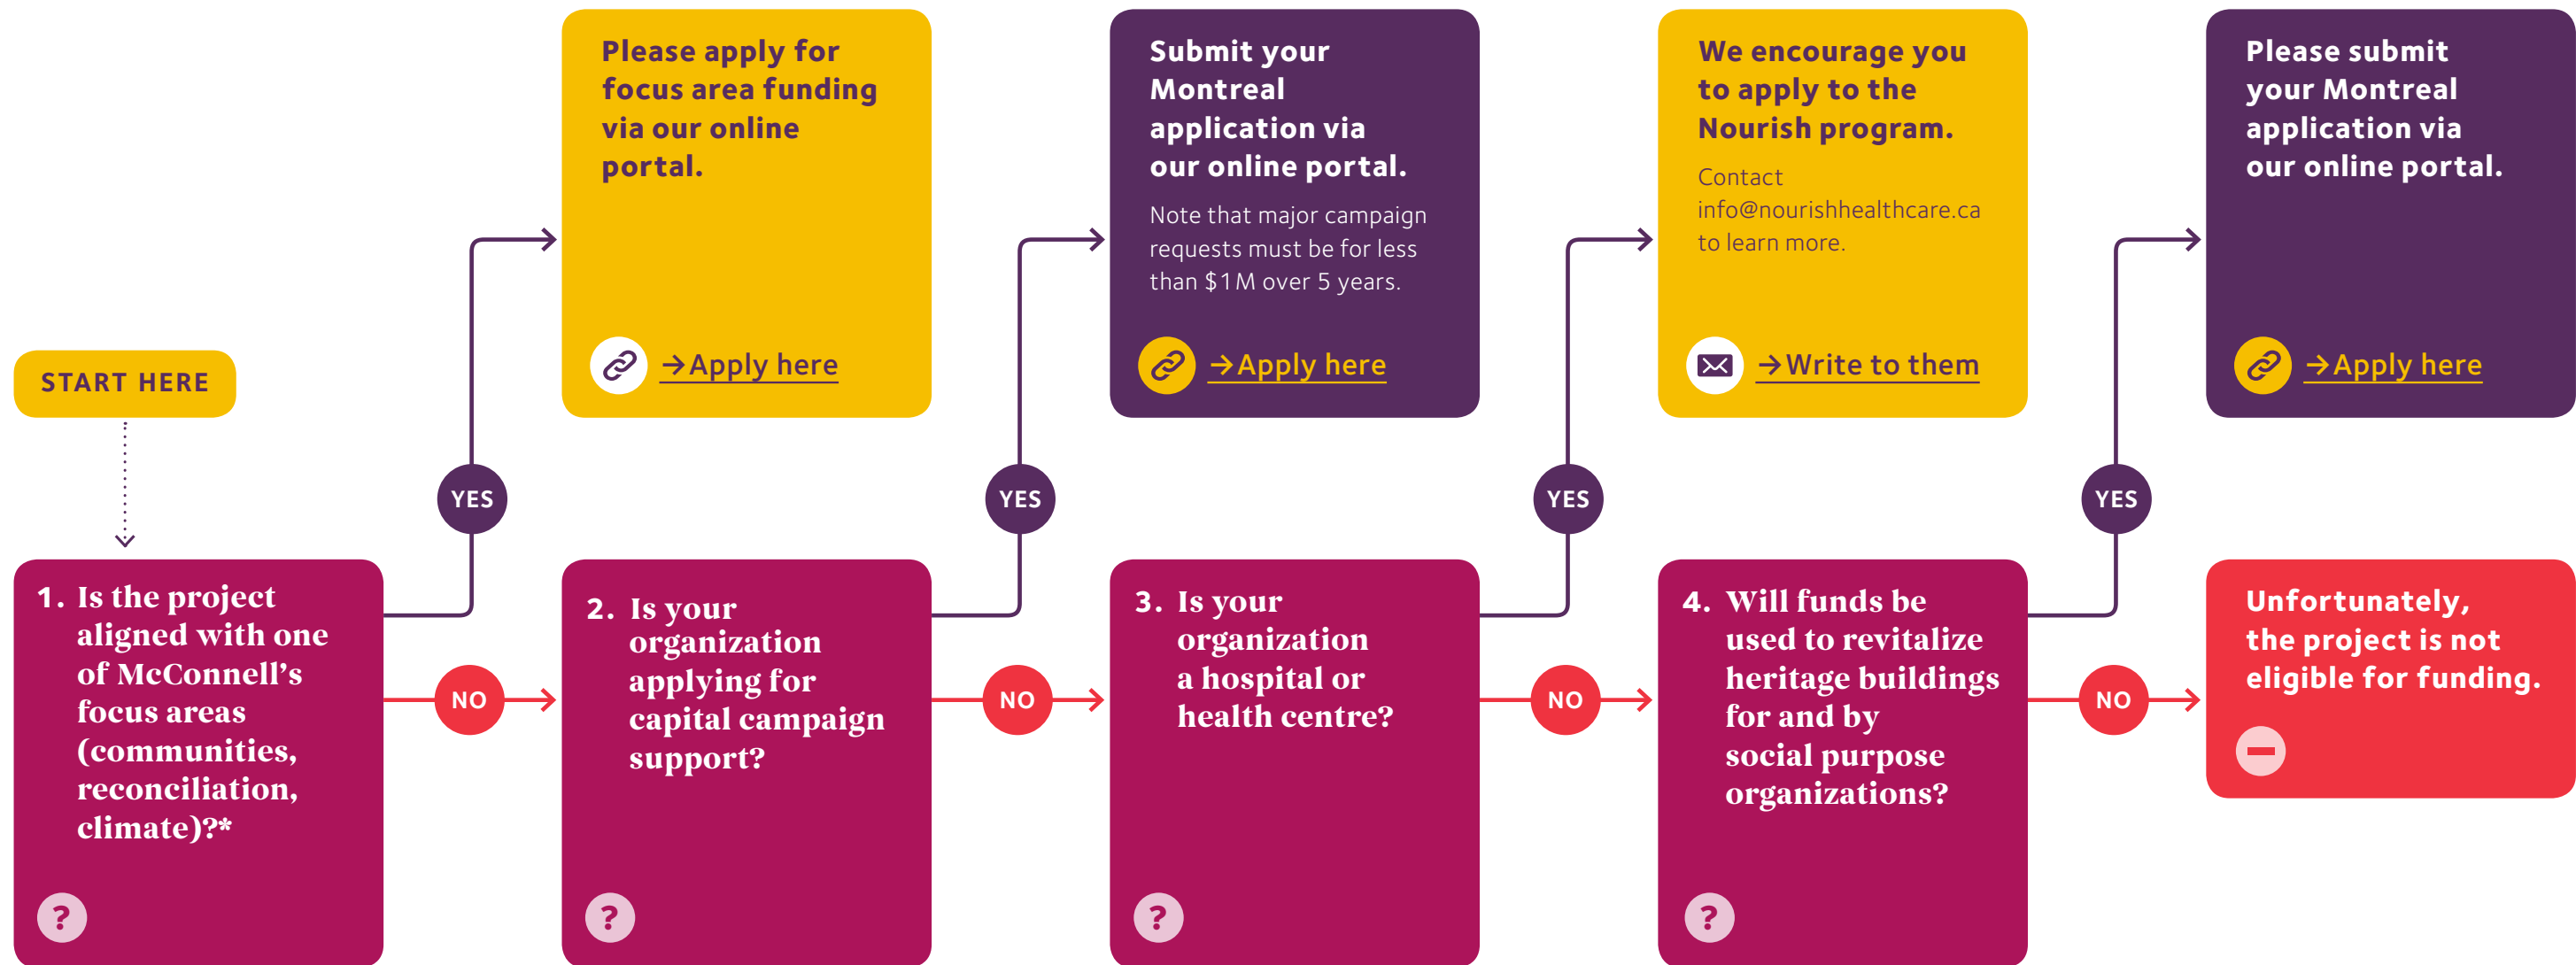 START HERE
1. Is the project
aligned with one
of McConnell's
focus areas
(communities,
reconciliation,
climate)?*
?
YES
Please apply for
focus area funding
via our online
portal.
→Apply here
NO
2. Is your
organization
applying for
capital campaign
support?
?
YES
Submit your
Montreal
application via
our online portal.
Note that major campaign
requests must be for less
than $1M over 5 years.
→Apply here
NO
3. Is your
organization
a hospital or
health centre?
?
YES
We encourage you
to apply to the
Nourish program.
Contact
info@nourishhealthcare.ca
to learn more.
→Write to them
NO
4. Will funds be
used to revitalize
heritage buildings
for and by
social purpose
organizations?
?
YES
Please submit
your Montreal
application via
our online portal.
→Apply here
NO
Unfortunately,
the project is not
eligible for funding.